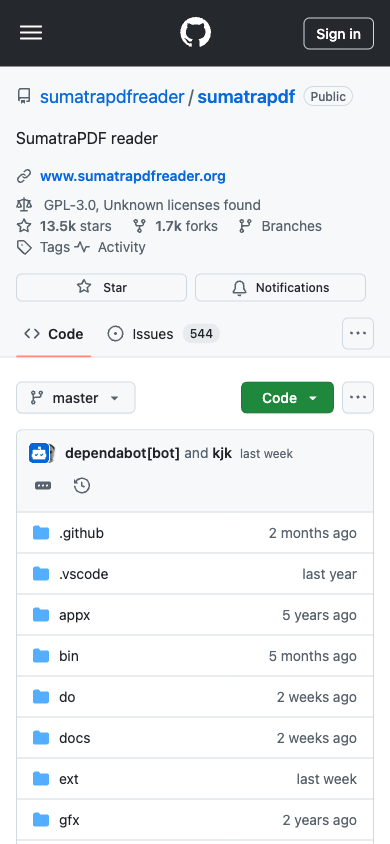 Sign in
sumatrapdfreader / sumatrapdf Public
SumatraPDF reader
www.sumatrapdfreader.org
GPL-3.0, Unknown licenses found
13.5k stars 1.7k forks Branches
Tags Activity
Star Notifications
Code Issues 544
master Code
dependabot[bot] and kjk last week
.github 2 months ago
.vscode last year
appx 5 years ago
bin 5 months ago
do 2 weeks ago
docs 2 weeks ago
ext last week
gfx 2 years ago